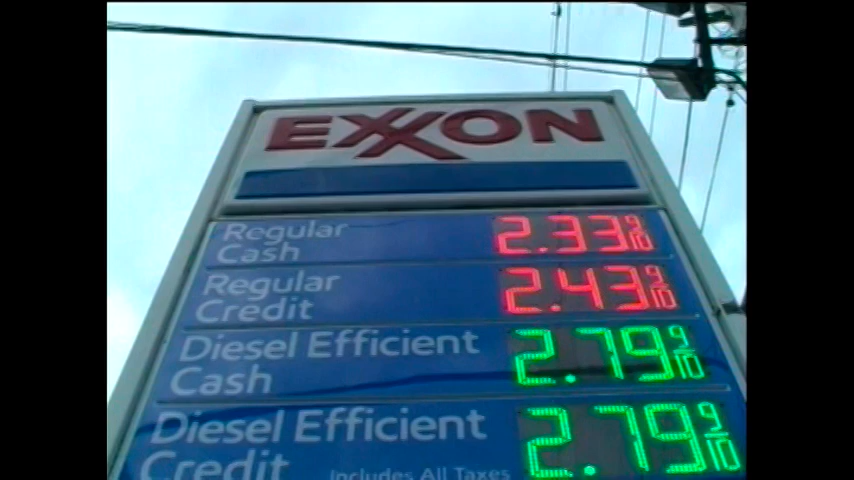 EXXON
Regular Cash 2.33 9/10
Regular Credit 2.43 9/10
Diesel Efficient Cash 2.79 9/10
Diesel Efficient Credit 2.79 9/10
Includes All Taxes